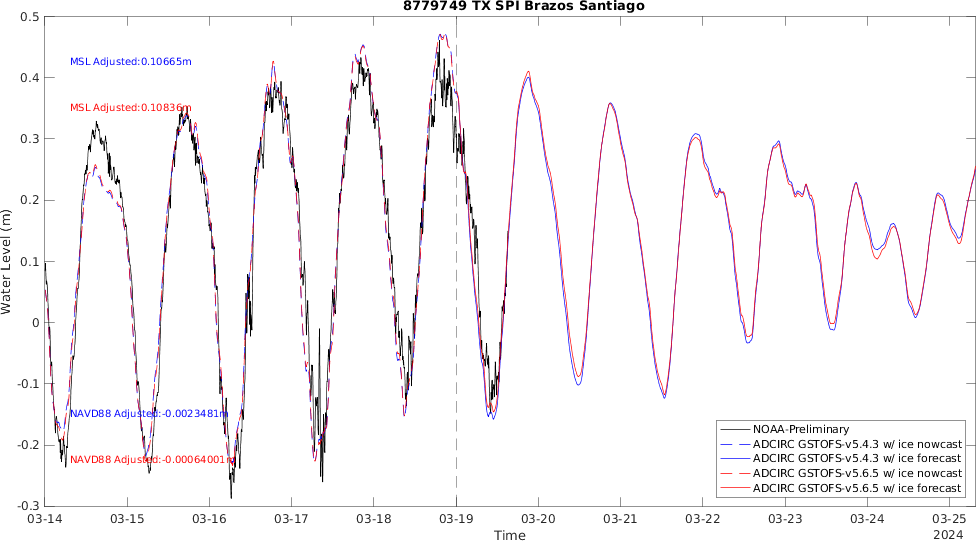 8779749 TX SPI Brazos Santiago
0.5
0.4
0.3
0.2
0.1
0
-0.1
-0.2
-0.3
Water Level (m)
MSL Adjusted:0.10665m
MSL Adjusted:0.10836m
NAVD88 Adjusted:-0.0023481m
NAVD88 Adjusted:-0.00064001m
NOAA-Preliminary
ADCIRC GSTOFS-v5.4.3 w/ ice nowcast
ADCIRC GSTOFS-v5.4.3 w/ ice forecast
ADCIRC GSTOFS-v5.6.5 w/ ice nowcast
ADCIRC GSTOFS-v5.6.5 w/ ice forecast
03-14 03-15 03-16 03-17 03-18 03-19 03-20 03-21 03-22 03-23 03-24 03-25
Time
2024